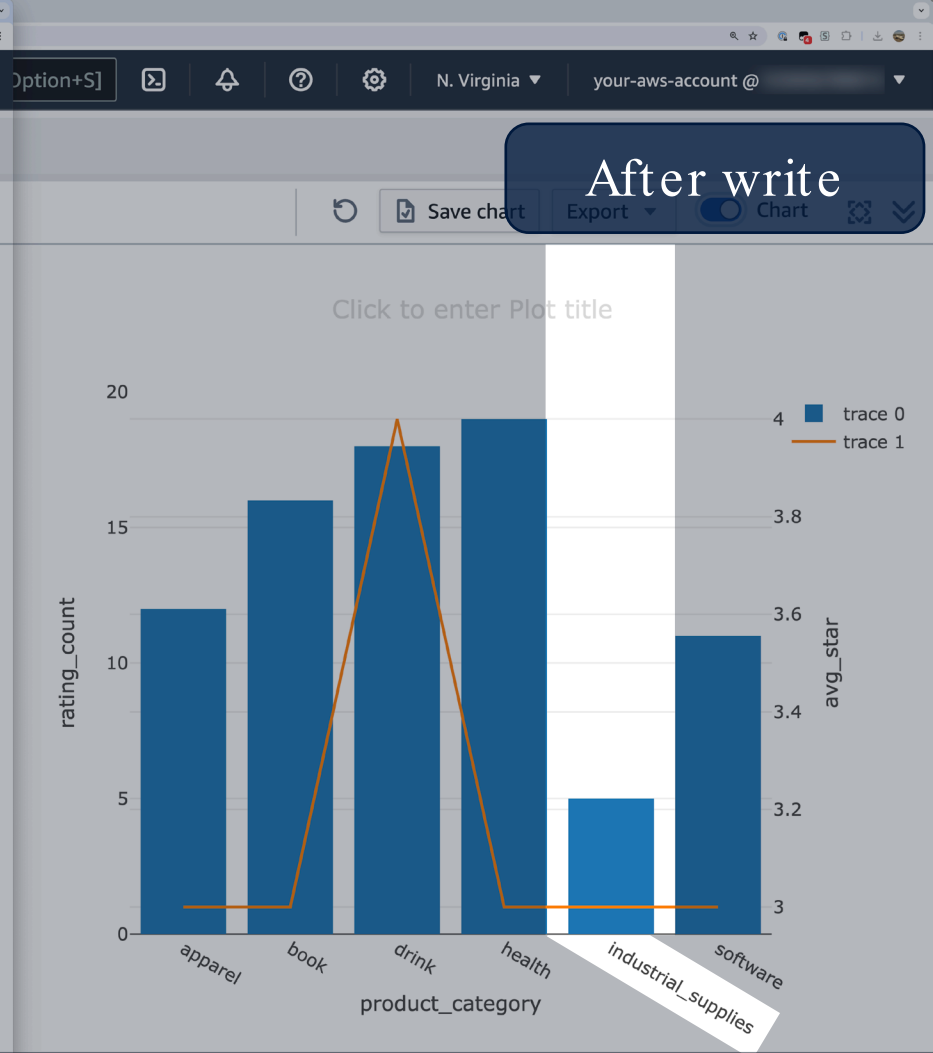 Option+S]
N. Virginia
your-aws-account @
After write
Save chart
Export
Chart
Click to enter Plot title
20
15
10
5
0
rating_count
4
3.8
3.6
3.4
3.2
3
avg_star
trace 0
trace 1
apparel
book
drink
health
industrial_supplies
software
product_category